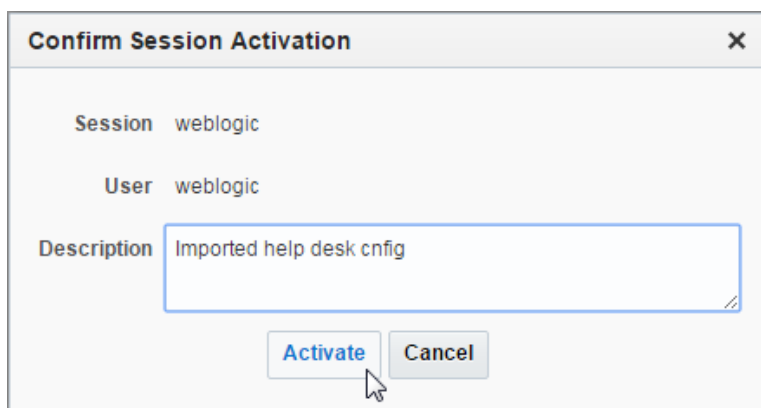 Confirm Session Activation ×
Session weblogic
User weblogic
Description Imported help desk cnfig
Activate Cancel